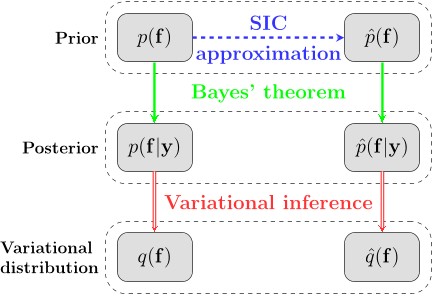 Prior p(f) SIC p̂(f)
approximation
Bayes' theorem
Posterior p(f|y) p̂(f|y)
Variational inference
Variational
distribution q(f) q̂(f)